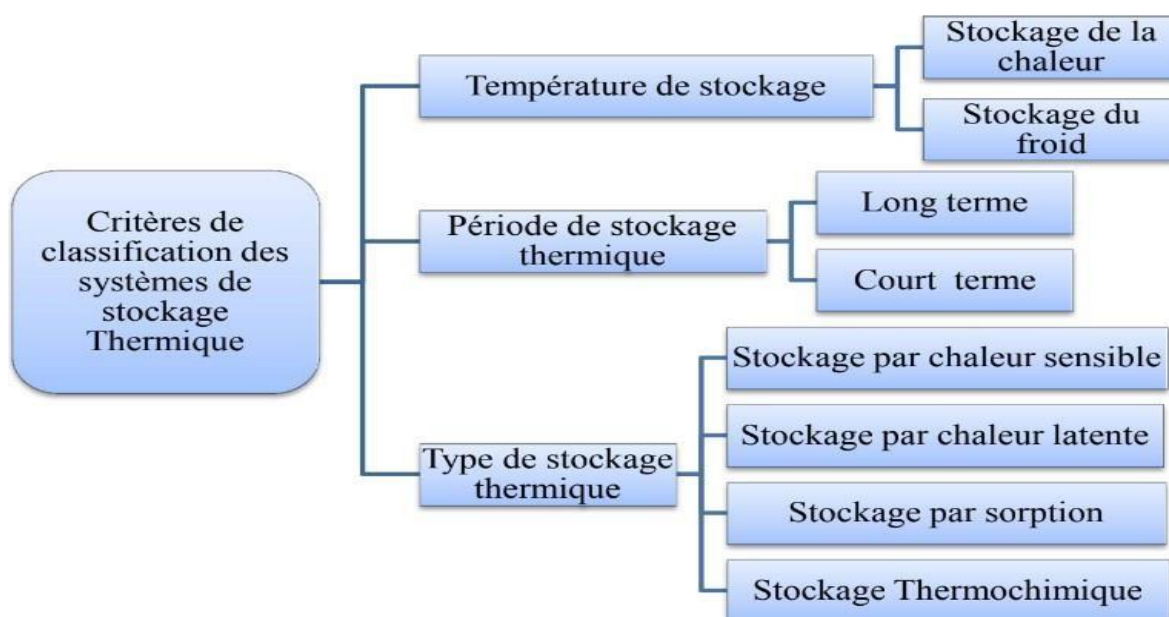 Critères de
classification des
systèmes de
stockage
Thermique
Température de stockage
Stockage de la
chaleur
Stockage du
froid
Période de stockage
thermique
Long terme
Court terme
Type de stockage
thermique
Stockage par chaleur sensible
Stockage par chaleur latente
Stockage par sorption
Stockage Thermochimique